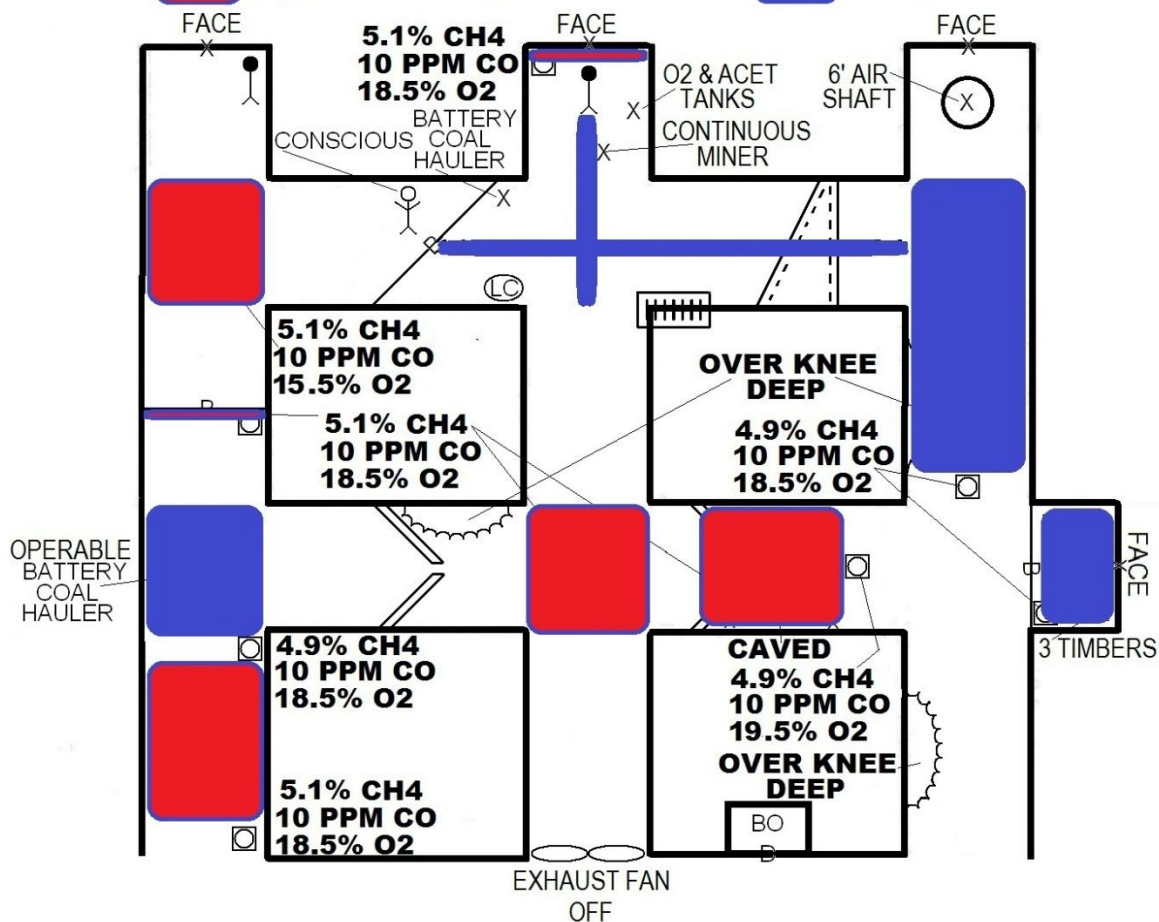 FACE
FACE
FACE
5.1% CH4
10 PPM CO
18.5% O2
O2 & ACET
TANKS
6' AIR
SHAFT
X
X
X
X
X
BATTERY
COAL
HAULER
CONSCIOUS
CONTINUOUS
MINER
X
X
LC
5.1% CH4
10 PPM CO
15.5% O2
OVER KNEE
DEEP
5.1% CH4
10 PPM CO
18.5% O2
4.9% CH4
10 PPM CO
18.5% O2
OPERABLE
BATTERY
COAL
HAULER
B
FACE
X
3 TIMBERS
4.9% CH4
10 PPM CO
18.5% O2
CAVED
4.9% CH4
10 PPM CO
19.5% O2
OVER KNEE
DEEP
5.1% CH4
10 PPM CO
18.5% O2
BO
B
EXHAUST FAN
OFF